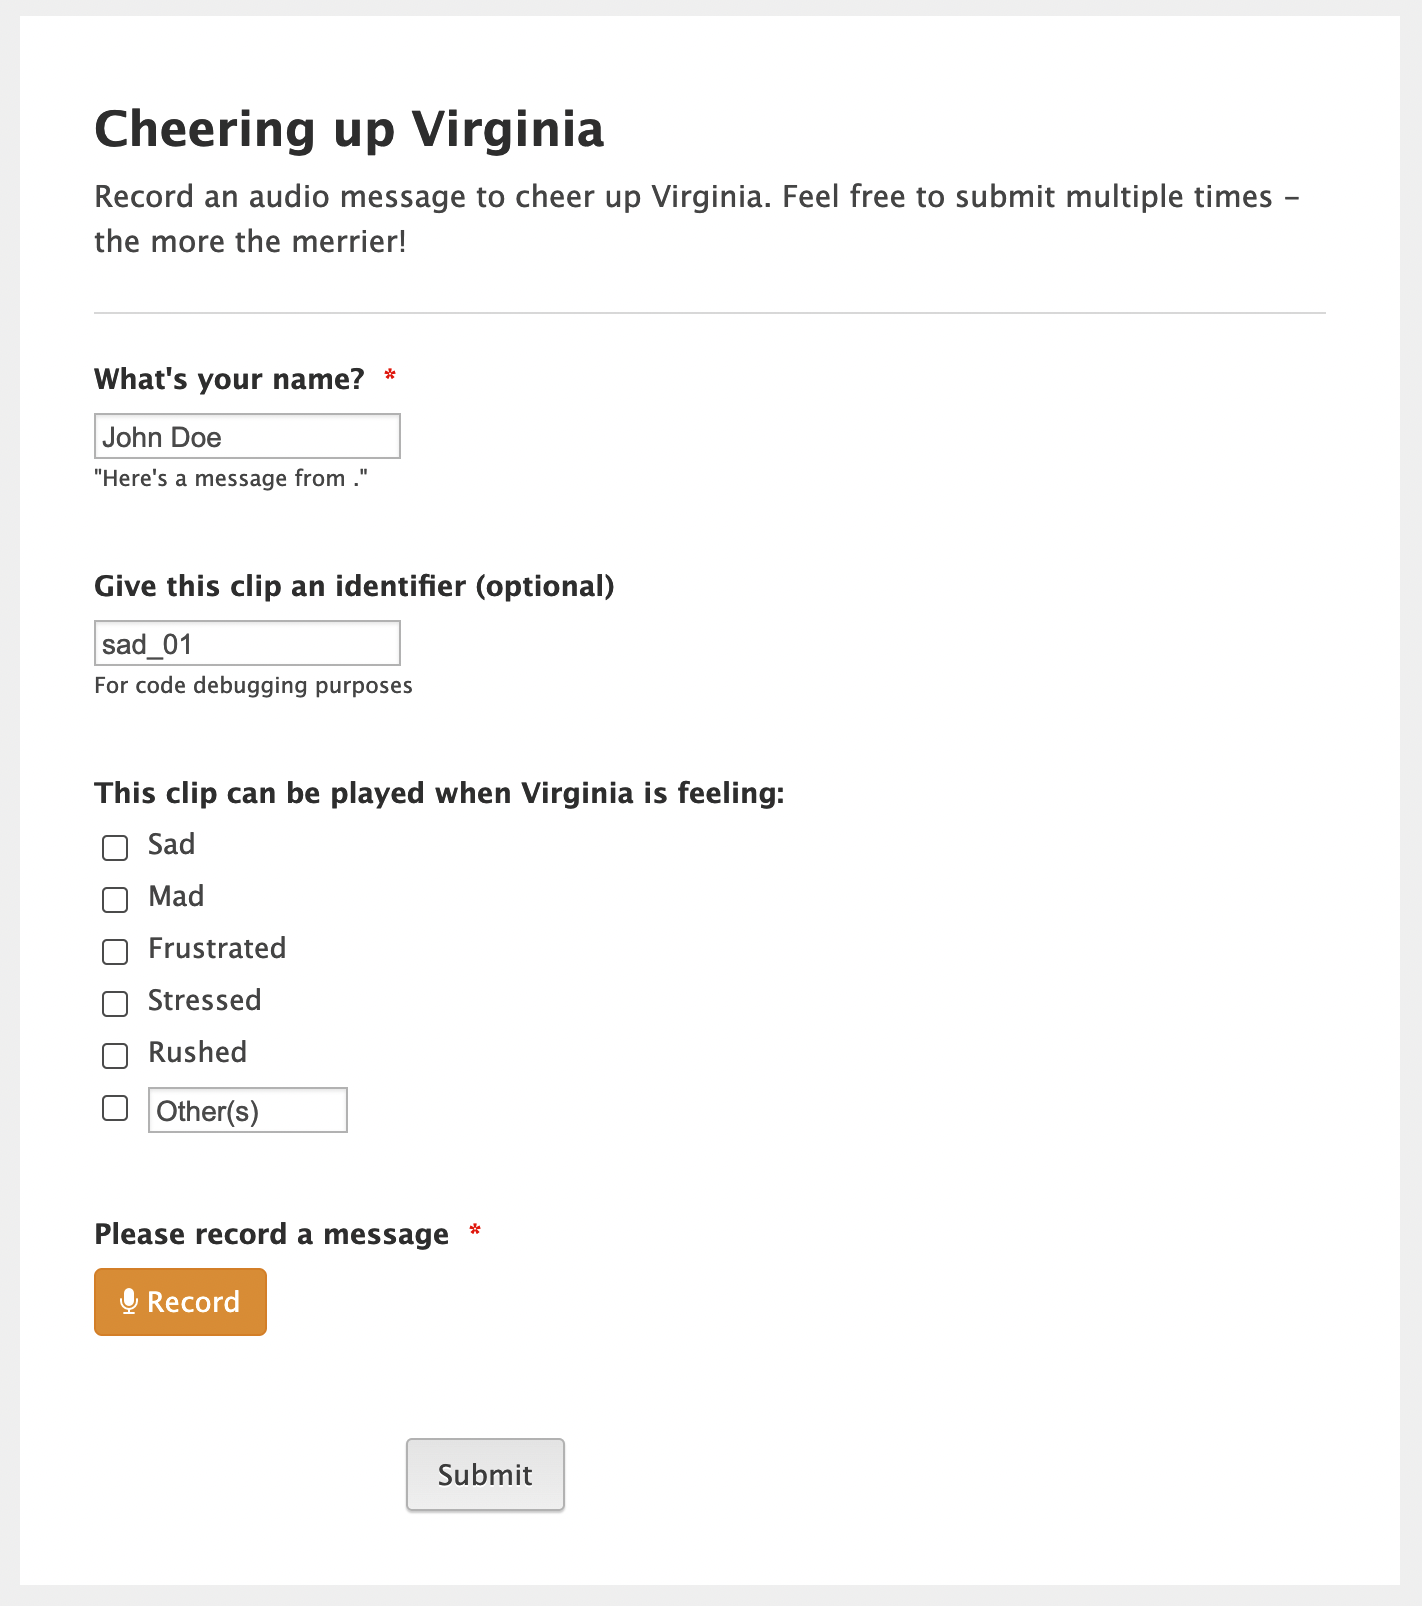 Cheering up Virginia
Record an audio message to cheer up Virginia. Feel free to submit multiple times –
the more the merrier!
What's your name? *
John Doe
"Here's a message from ."
Give this clip an identifier (optional)
sad_01
For code debugging purposes
This clip can be played when Virginia is feeling:
Sad
Mad
Frustrated
Stressed
Rushed
Other(s)
Please record a message *
Record
Submit